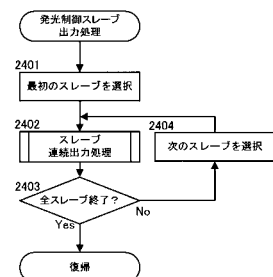 発光制御スレーブ
出力処理
2401
最初のスレーブを選択
2402
スレーブ
連続出力処理
2404
次のスレーブを選択
2403
全スレーブ終了？
No
Yes
復帰